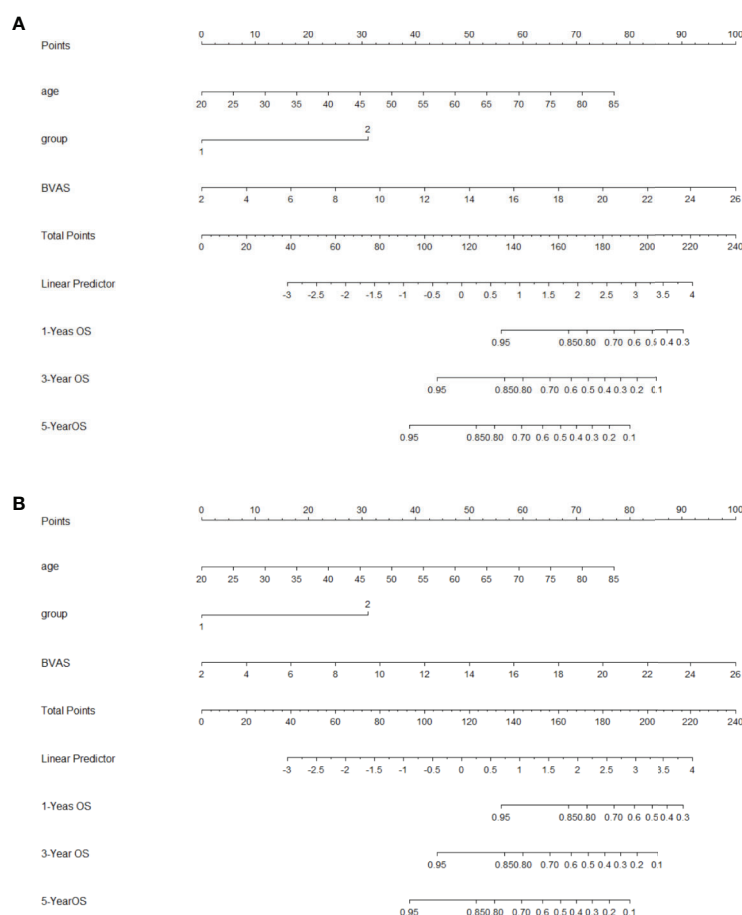 A
0 10 20 30 40 50 60 70 80 90 100
Points
age
20 25 30 35 40 45 50 55 60 65 70 75 80 85
2
group
1
BVAS
2 4 6 8 10 12 14 16 18 20 22 24 26
Total Points
0 20 40 60 80 100 120 140 160 180 200 220 240
Linear Predictor
-3 -2.5 -2 -1.5 -1 -0.5 0 0.5 1 1.5 2 2.5 3 3.5 4
1-Yeas OS
0.95 0.850.80 0.70 0.6 0.5 0.4 0.3
3-Year OS
0.95 0.850.80 0.70 0.6 0.5 0.4 0.3 0.2 0.1
5-YearOS
0.95 0.850.80 0.70 0.6 0.5 0.4 0.3 0.2 0.1
B
0 10 20 30 40 50 60 70 80 90 100
Points
age
20 25 30 35 40 45 50 55 60 65 70 75 80 85
2
group
1
BVAS
2 4 6 8 10 12 14 16 18 20 22 24 26
Total Points
0 20 40 60 80 100 120 140 160 180 200 220 240
Linear Predictor
-3 -2.5 -2 -1.5 -1 -0.5 0 0.5 1 1.5 2 2.5 3 3.5 4
1-Yeas OS
0.95 0.850.80 0.70 0.6 0.5 0.4 0.3
3-Year OS
0.95 0.850.80 0.70 0.6 0.5 0.4 0.3 0.2 0.1
5-YearOS
0.95 0.850.80 0.70 0.6 0.5 0.4 0.3 0.2 0.1